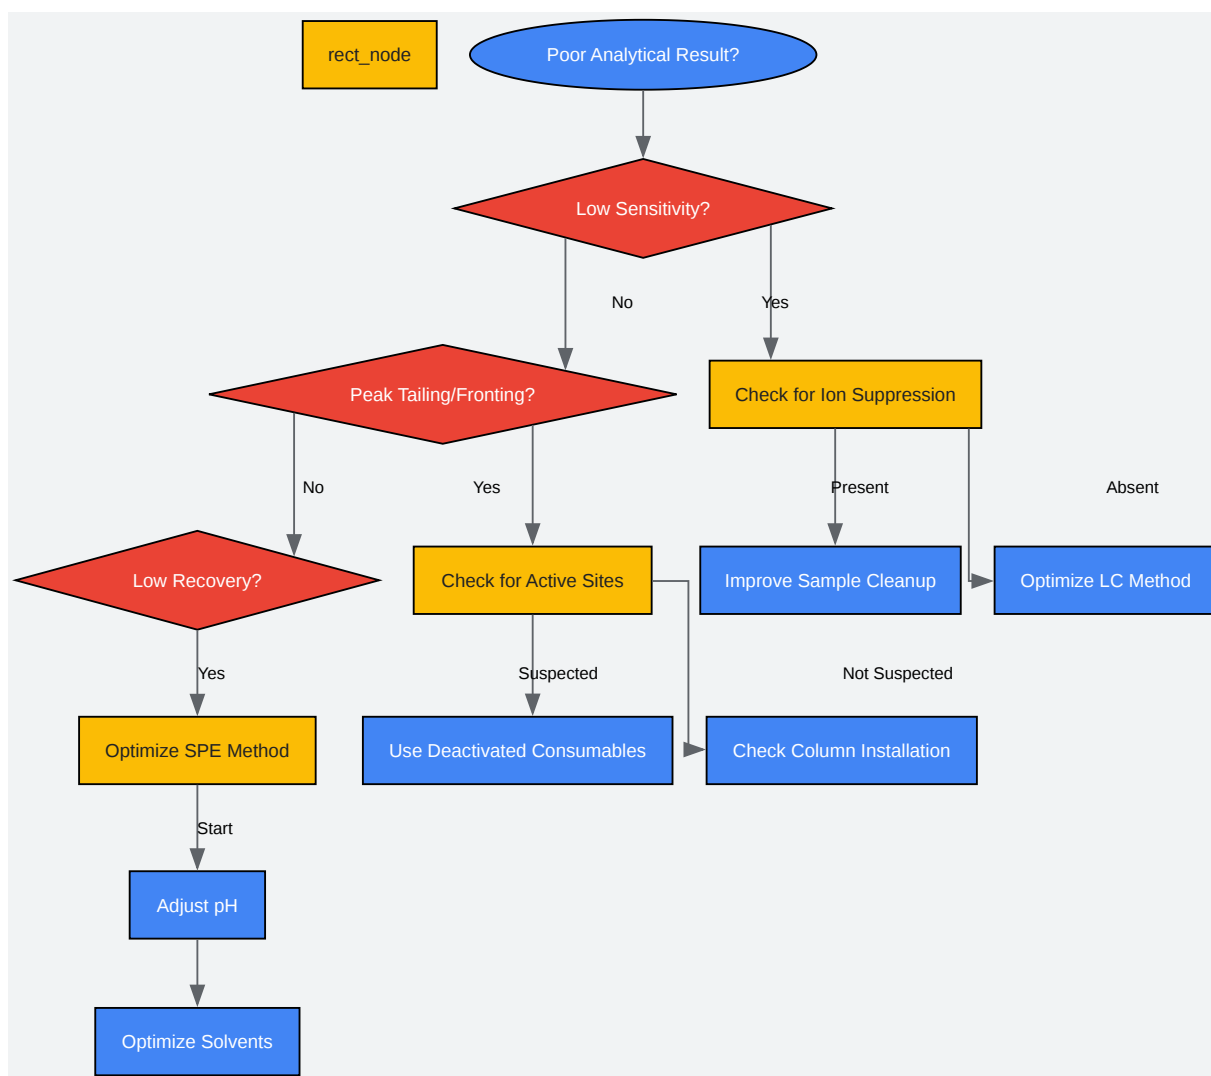 rect_node
Poor Analytical Result?
Low Sensitivity?
No
Yes
Peak Tailing/Fronting?
Check for Ion Suppression
No
Yes
Present
Absent
Low Recovery?
Check for Active Sites
Improve Sample Cleanup
Optimize LC Method
Yes
Suspected
Not Suspected
Optimize SPE Method
Use Deactivated Consumables
Check Column Installation
Start
Adjust pH
Optimize Solvents